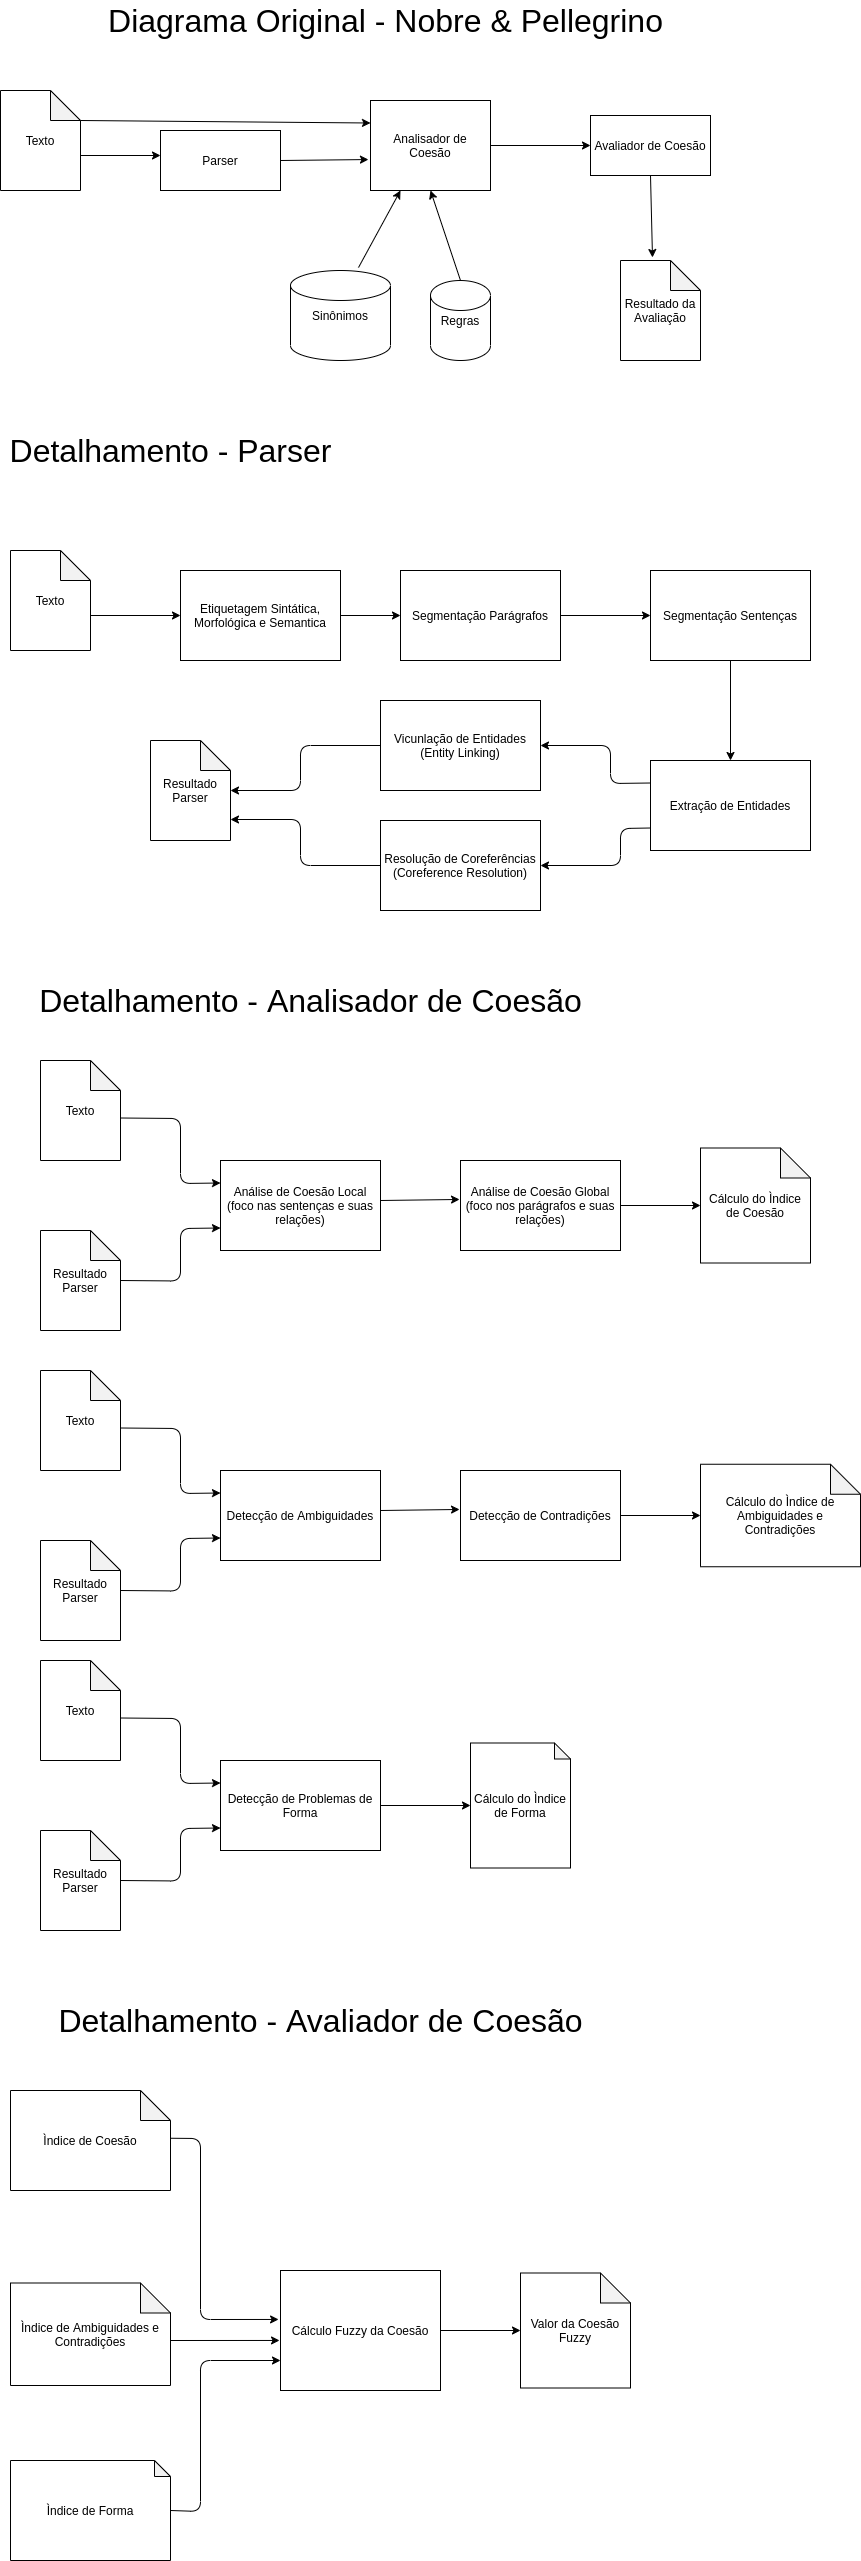 Diagrama Original - Nobre & Pellegrino
Texto
Parser
Analisador de
Coesão
Avaliador de Coesão
Sinônimos
Regras
Resultado da
Avaliação
Detalhamento - Parser
Texto
Etiquetagem Sintática,
Morfológica e Semantica
Segmentação Parágrafos
Segmentação Sentenças
Vicunlação de Entidades
(Entity Linking)
Resultado
Parser
Extração de Entidades
Resolução de Coreferências
(Coreference Resolution)
Detalhamento - Analisador de Coesão
Texto
Análise de Coesão Local
(foco nas sentenças e suas
relações)
Análise de Coesão Global
(foco nos parágrafos e suas
relações)
Cálculo do Ìndice
de Coesão
Resultado
Parser
Texto
Detecção de Ambiguidades
Detecção de Contradições
Cálculo do Ìndice de
Ambiguidades e
Contradições
Resultado
Parser
Texto
Detecção de Problemas de
Forma
Cálculo do Ìndice
de Forma
Resultado
Parser
Detalhamento - Avaliador de Coesão
Ìndice de Coesão
Ìndice de Ambiguidades e
Contradições
Cálculo Fuzzy da Coesão
Valor da Coesão
Fuzzy
Ìndice de Forma